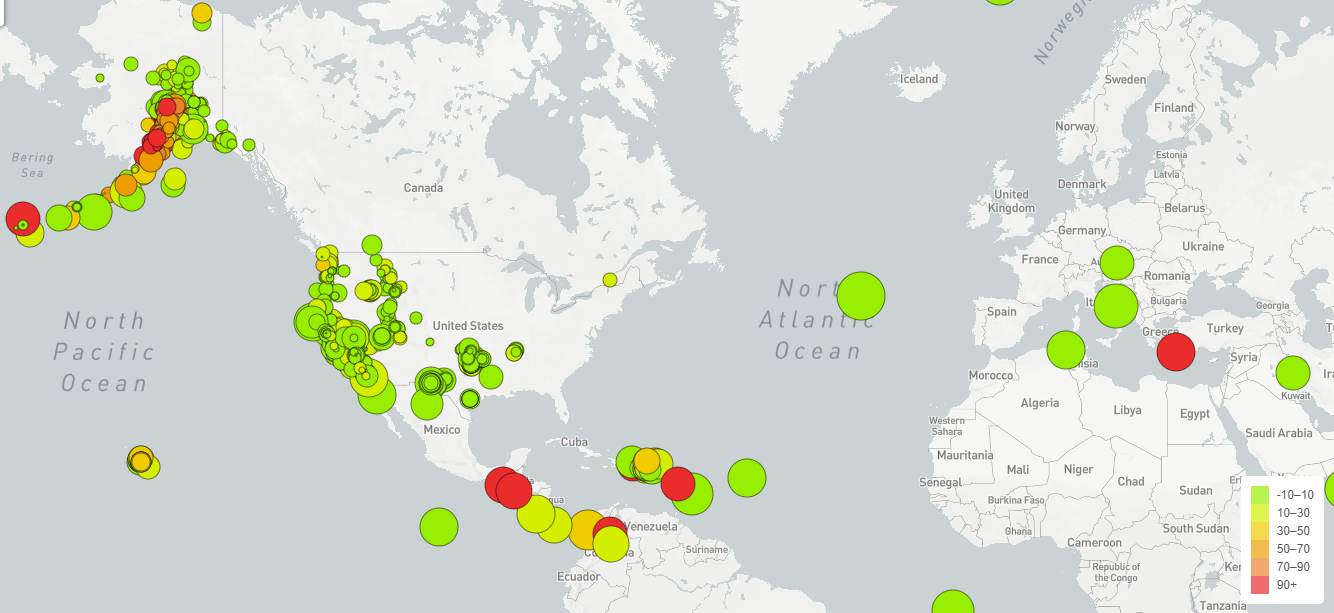 Norwegi
Iceland
Sweden
Finland
Norway
Estonia
Latvia
Bering
Sea
Denmark
Canada
United
Kingdom
Belarus
Germany
Ukraine
France
Romania
North
Atlantic
Ocean
Bulgaria
Georgia
Spain
North
Pacific
Ocean
United States
Greece
Turkey
Syria
Morocco
Kuwait
Algeria
Libya
Egypt
Western
Sahara
Mexico
Cuba
Saudi Arabia
Mauritania
Mali
Niger
Chad
Sudan
Senegal
Burkina Faso
Ghana
South Sudan
Cameroon
Venezuela
Suriname
Ecuador
Republic of
the Congo
Tanzania
-10–10
10–30
30–50
50–70
70–90
90+